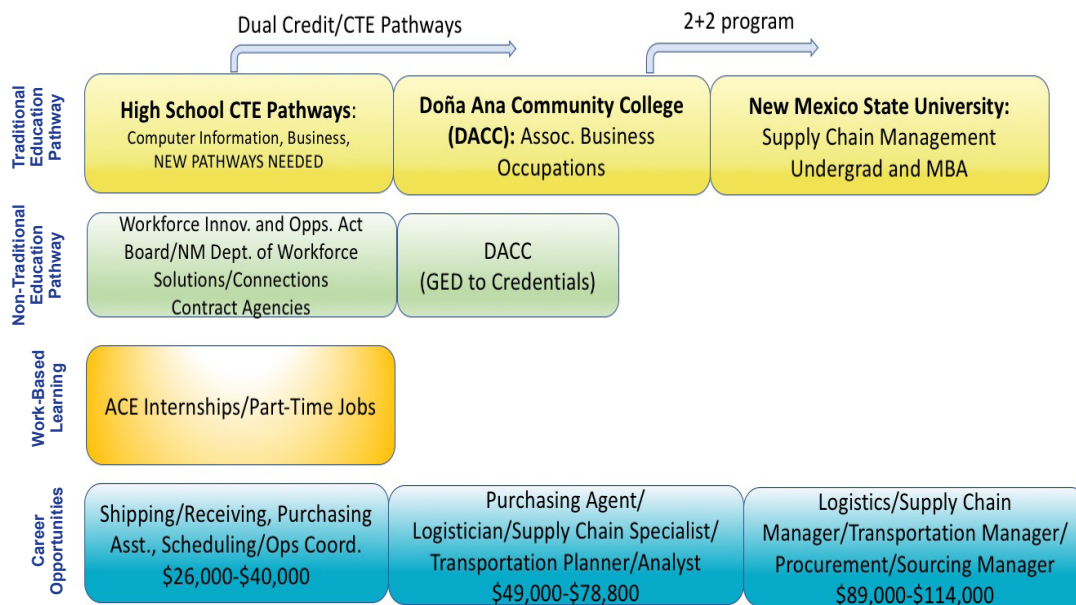 Dual Credit/CTE Pathways
2+2 program
Traditional
Education
Pathway
High School CTE Pathways:
Computer Information, Business,
NEW PATHWAYS NEEDED
Doña Ana Community College
(DACC): Assoc. Business
Occupations
New Mexico State University:
Supply Chain Management
Undergrad and MBA
Non-Traditional
Education
Pathway
Workforce Innov. and Opps. Act
Board/NM Dept. of Workforce
Solutions/Connections
Contract Agencies
DACC
(GED to Credentials)
Work-Based
Learning
ACE Internships/Part-Time Jobs
Career
Opportunities
Shipping/Receiving, Purchasing
Asst., Scheduling/Ops Coord.
$26,000-$40,000
Purchasing Agent/
Logistician/Supply Chain Specialist/
Transportation Planner/Analyst
$49,000-$78,800
Logistics/Supply Chain
Manager/Transportation Manager/
Procurement/Sourcing Manager
$89,000-$114,000